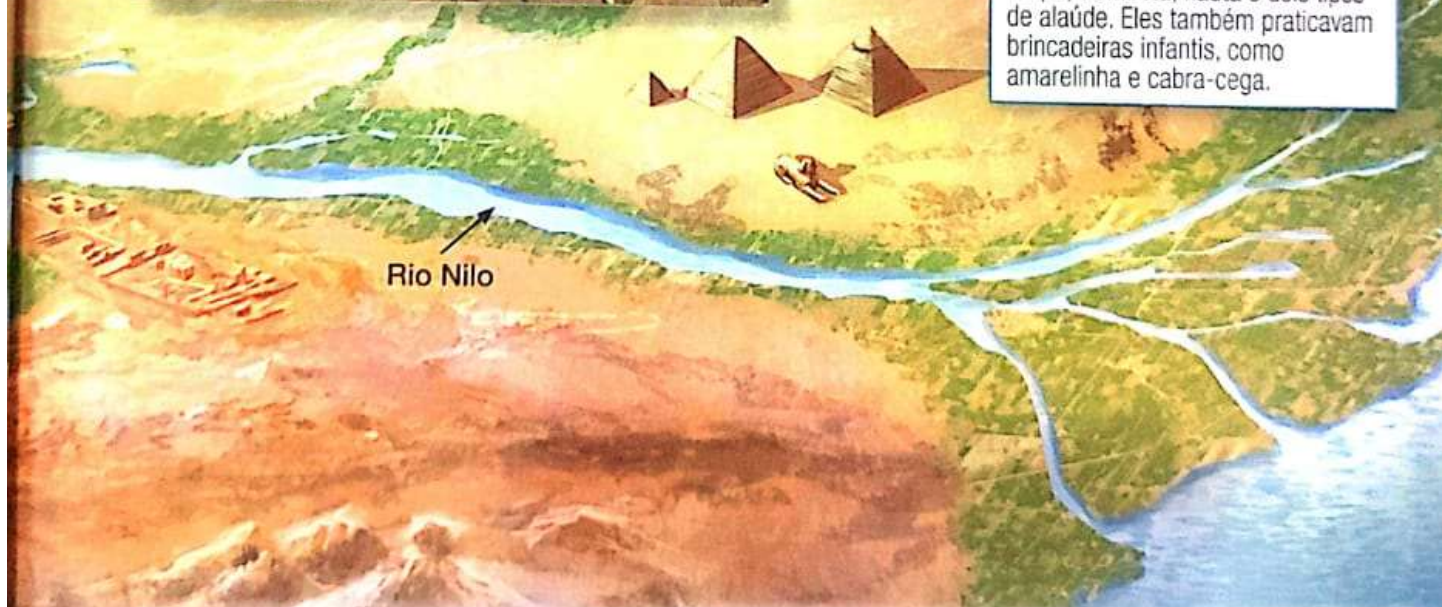 de alaúde. Eles também praticavam
brincadeiras infantis, como
amarelinha e cabra-cega.
Rio Nilo